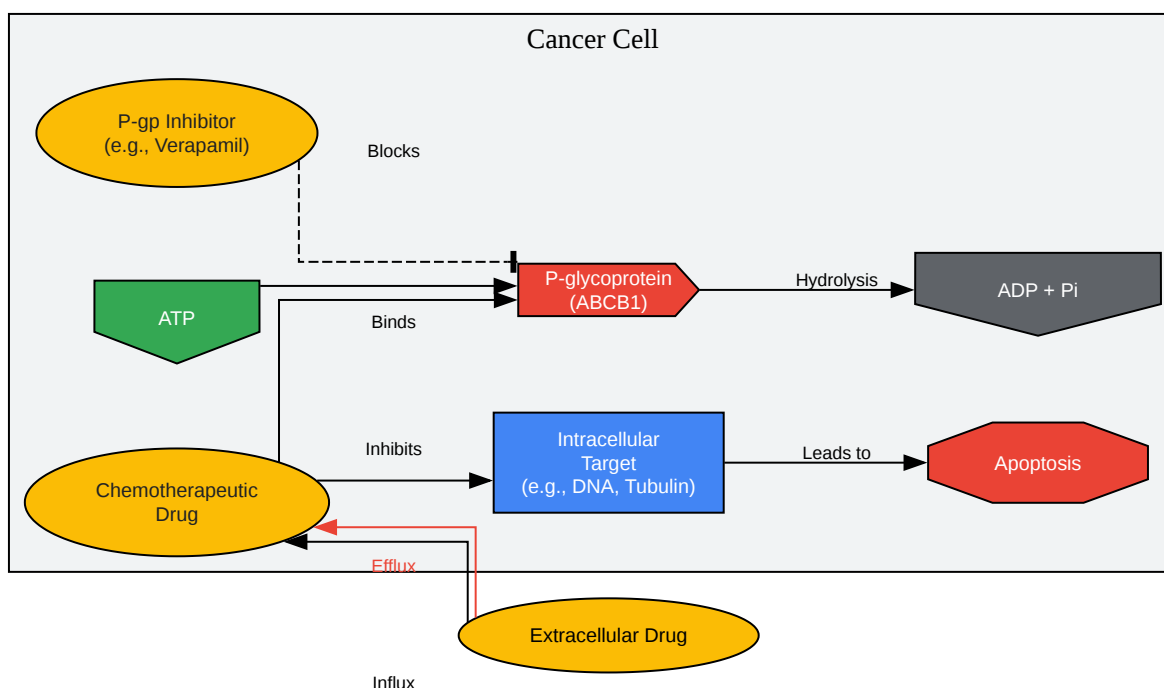 Cancer Cell
P-gp Inhibitor
(e.g., Verapamil)
Blocks
P-glycoprotein
(ABCB1)
Hydrolysis
ADP + Pi
ATP
Binds
Intracellular
Target
(e.g., DNA, Tubulin)
Inhibits
Leads to
Apoptosis
Chemotherapeutic
Drug
Efflux
Extracellular Drug
Influx